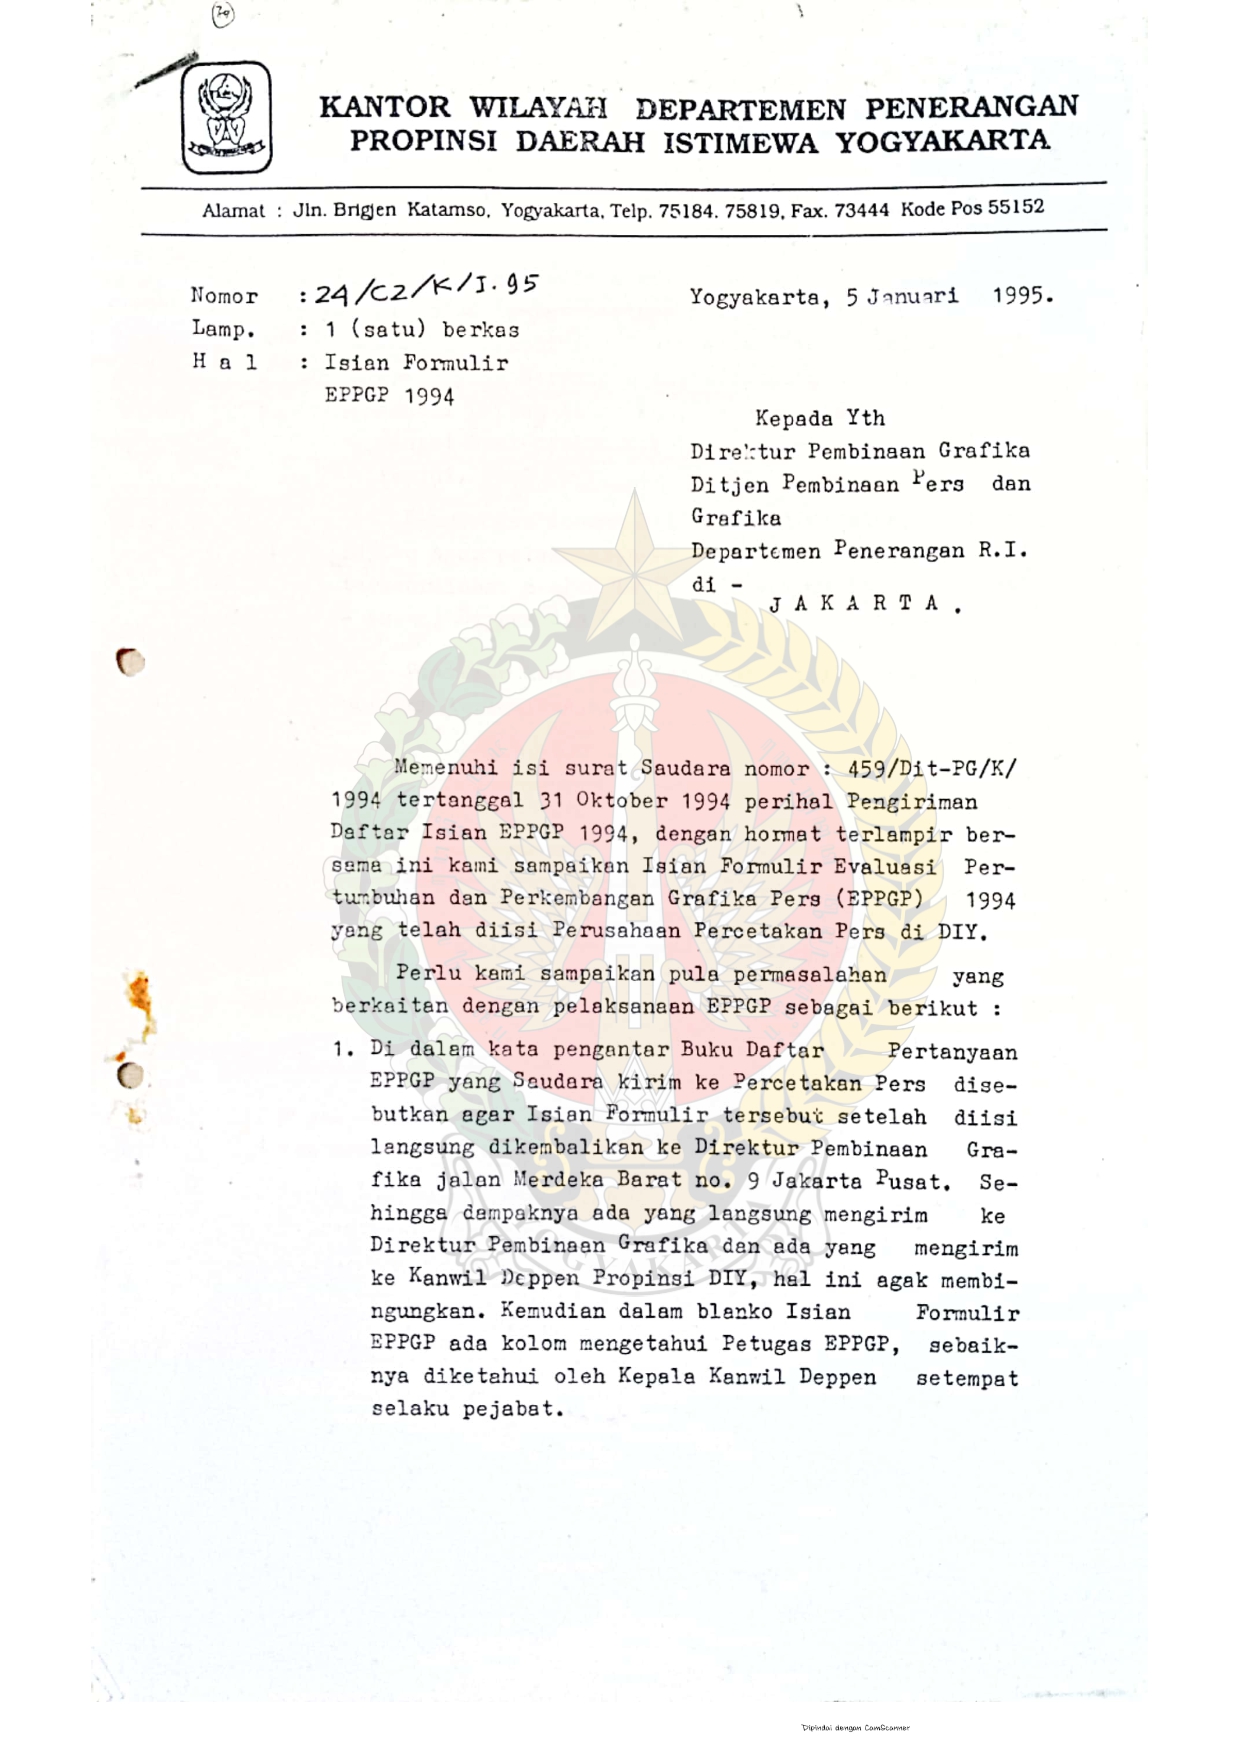 KANTOR WILAYAH DEPARTEMEN PENERANGAN
PROPINSI DAERAH ISTIMEWA YOGYAKARTA
Alamat : Jln. Brigjen Katamso, Yogyakarta, Telp. 75184. 75819, Fax. 73444 Kode Pos 55152
Nomor : 24/C2/K/I.95
Yogyakarta, 5 Januari 1995.
Lamp. : 1 (satu) berkas
H a l : Isian Formulir
EPPGP 1994
Kepada Yth
Direktur Pembinaan Grafika
Ditjen Pembinaan Pers dan
Grafika
Departemen Penerangan R.I.
di -
J A K A R T A .
Memenuhi isi surat Saudara nomor : 459/Dit-PG/K/
1994 tertanggal 31 Oktober 1994 perihal Pengiriman
Daftar Isian EPPGP 1994, dengan hormat terlampir ber-
sama ini kami sampaikan Isian Formulir Evaluasi Per-
tumbuhan dan Perkembangan Grafika Pers (EPPGP) 1994
yang telah diisi Perusahaan Percetakan Pers di DIY.
Perlu kami sampaikan pula permasalahan yang
berkaitan dengan pelaksanaan EPPGP sebagai berikut :
1. Di dalam kata pengantar Buku Daftar Pertanyaan
EPPGP yang Saudara kirim ke Percetakan Pers dise-
butkan agar Isian Formulir tersebut setelah diisi
langsung dikembalikan ke Direktur Pembinaan Gra-
fika jalan Merdeka Barat no. 9 Jakarta Pusat. Se-
hingga dampaknya ada yang langsung mengirim ke
Direktur Pembinaan Grafika dan ada yang mengirim
ke Kanwil Deppen Propinsi DIY, hal ini agak membi-
ngungkan. Kemudian dalam blanko Isian Formulir
EPPGP ada kolom mengetahui Petugas EPPGP, sebaik-
nya diketahui oleh Kepala Kanwil Deppen setempat
selaku pejabat.
Dipindai dengan CamScanner